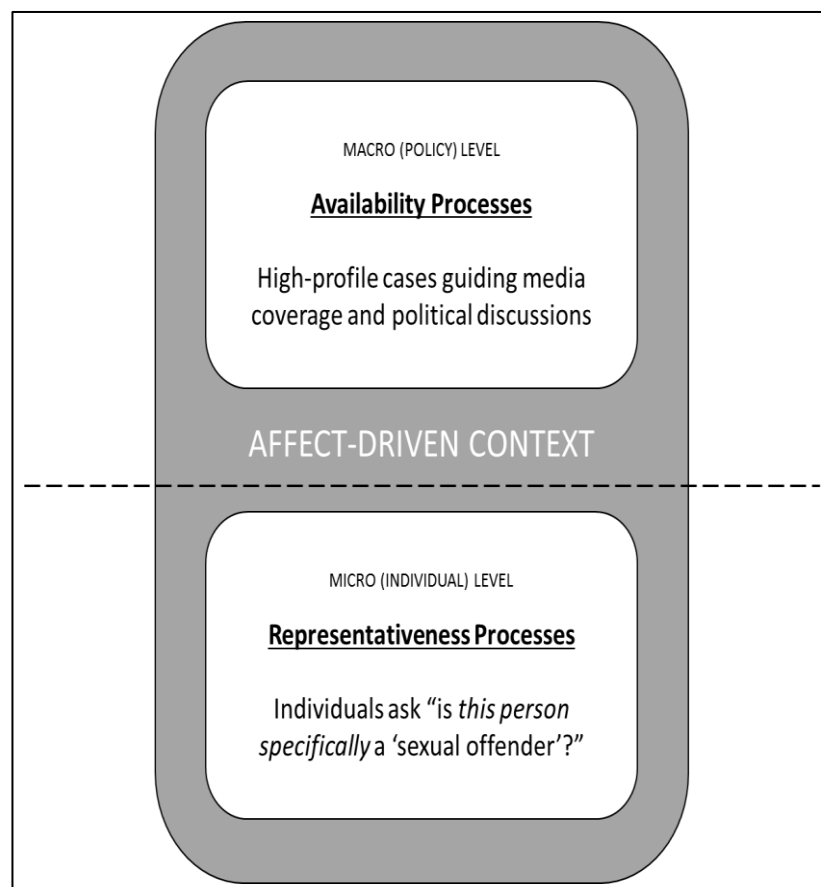 MACRO (POLICY) LEVEL
Availability Processes
High-profile cases guiding media
coverage and political discussions
AFFECT-DRIVEN CONTEXT
MICRO (INDIVIDUAL) LEVEL
Representativeness Processes
Individuals ask “is this person
specifically a ‘sexual offender’?”